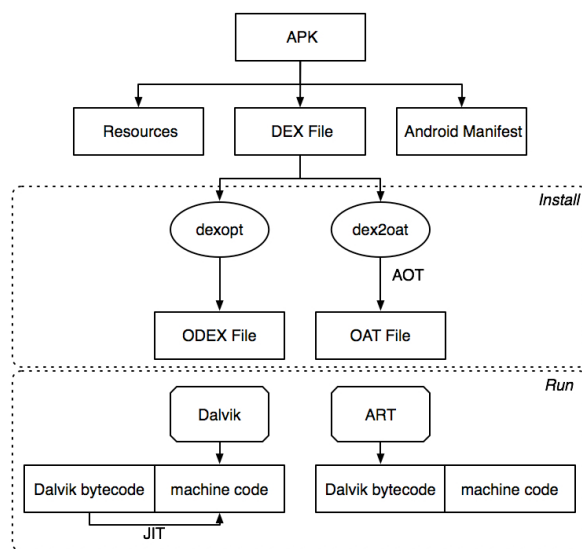 APK
Resources
DEX File
Android Manifest
Install
dexopt
dex2oat
AOT
ODEX File
OAT File
Run
Dalvik
ART
Dalvik bytecode
machine code
Dalvik bytecode
machine code
JIT